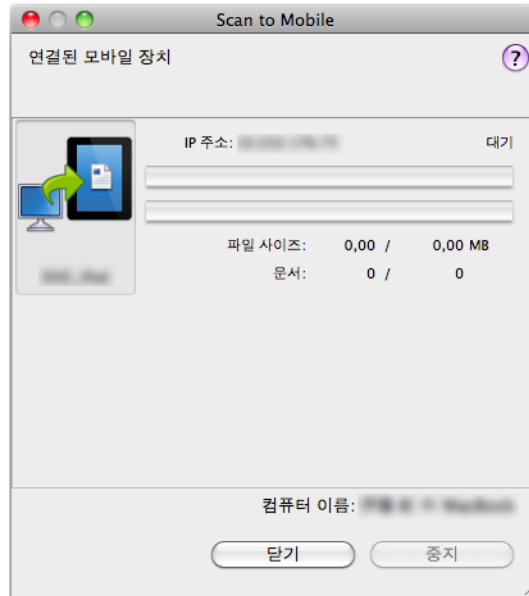 Scan to Mobile
연결된 모바일 장치
?
IP 주소:
대기
파일 사이즈: 0,00 / 0,00 MB
문서: 0 / 0
컴퓨터 이름:
닫기
중지